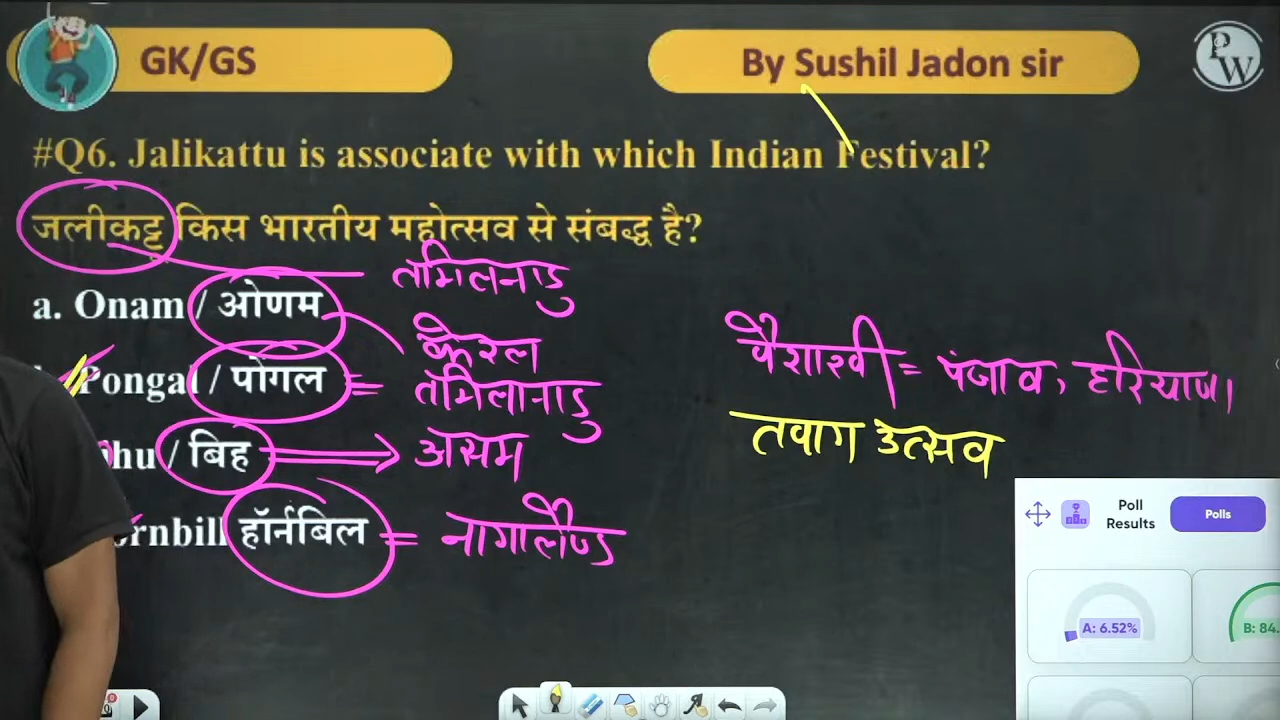 GK/GS
By Sushil Jadon sir
PW
#Q6. Jalikattu is associate with which Indian Festival?
जलीकट्टू किस भारतीय महोत्सव से संबद्ध है?
तमिलनाडु
a. Onam / ओणम
केरल
Pongal / पोगल = तमिलानाडु
वैशाखी = पंजाब, हरियाणा
hu / बिहू असम
तवाग उत्सव
rnbill हॉर्नबिल = नागालैण्ड
Poll Results
Polls
A: 6.52%
B: 84.